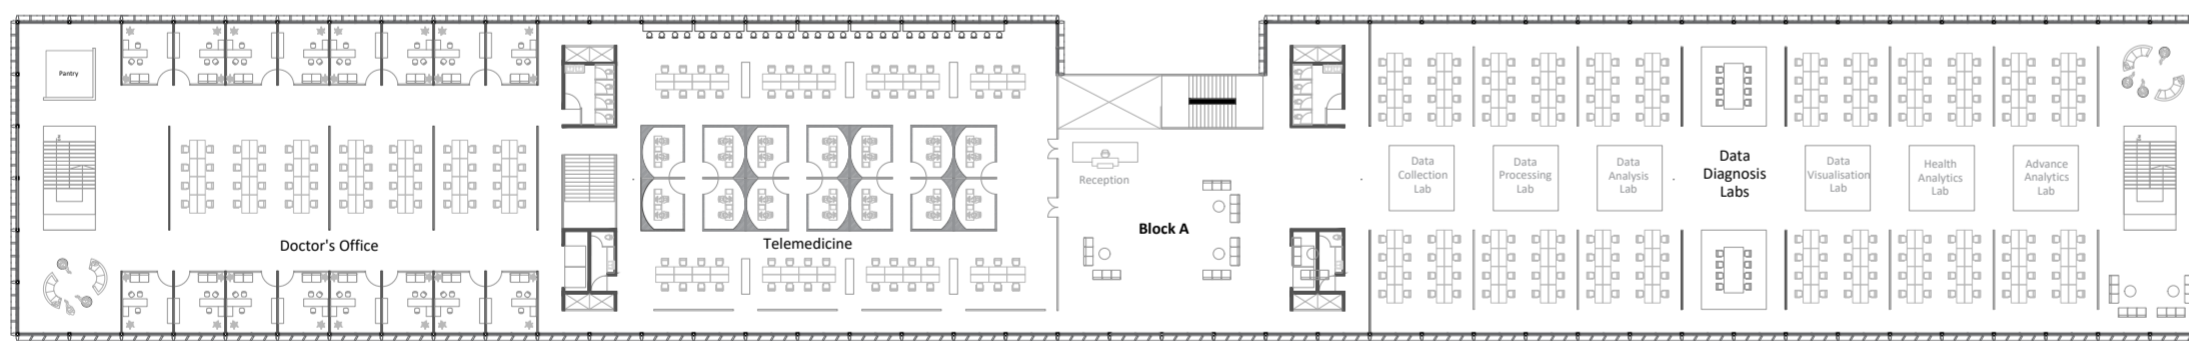 Pantry
Doctor's Office
Telemedicine
Reception
Block A
Data
Collection
Lab
Data
Processing
Lab
Data
Analysis
Lab
Data
Diagnosis
Labs
Data
Visualisation
Lab
Health
Analytics
Lab
Advance
Analytics
Lab